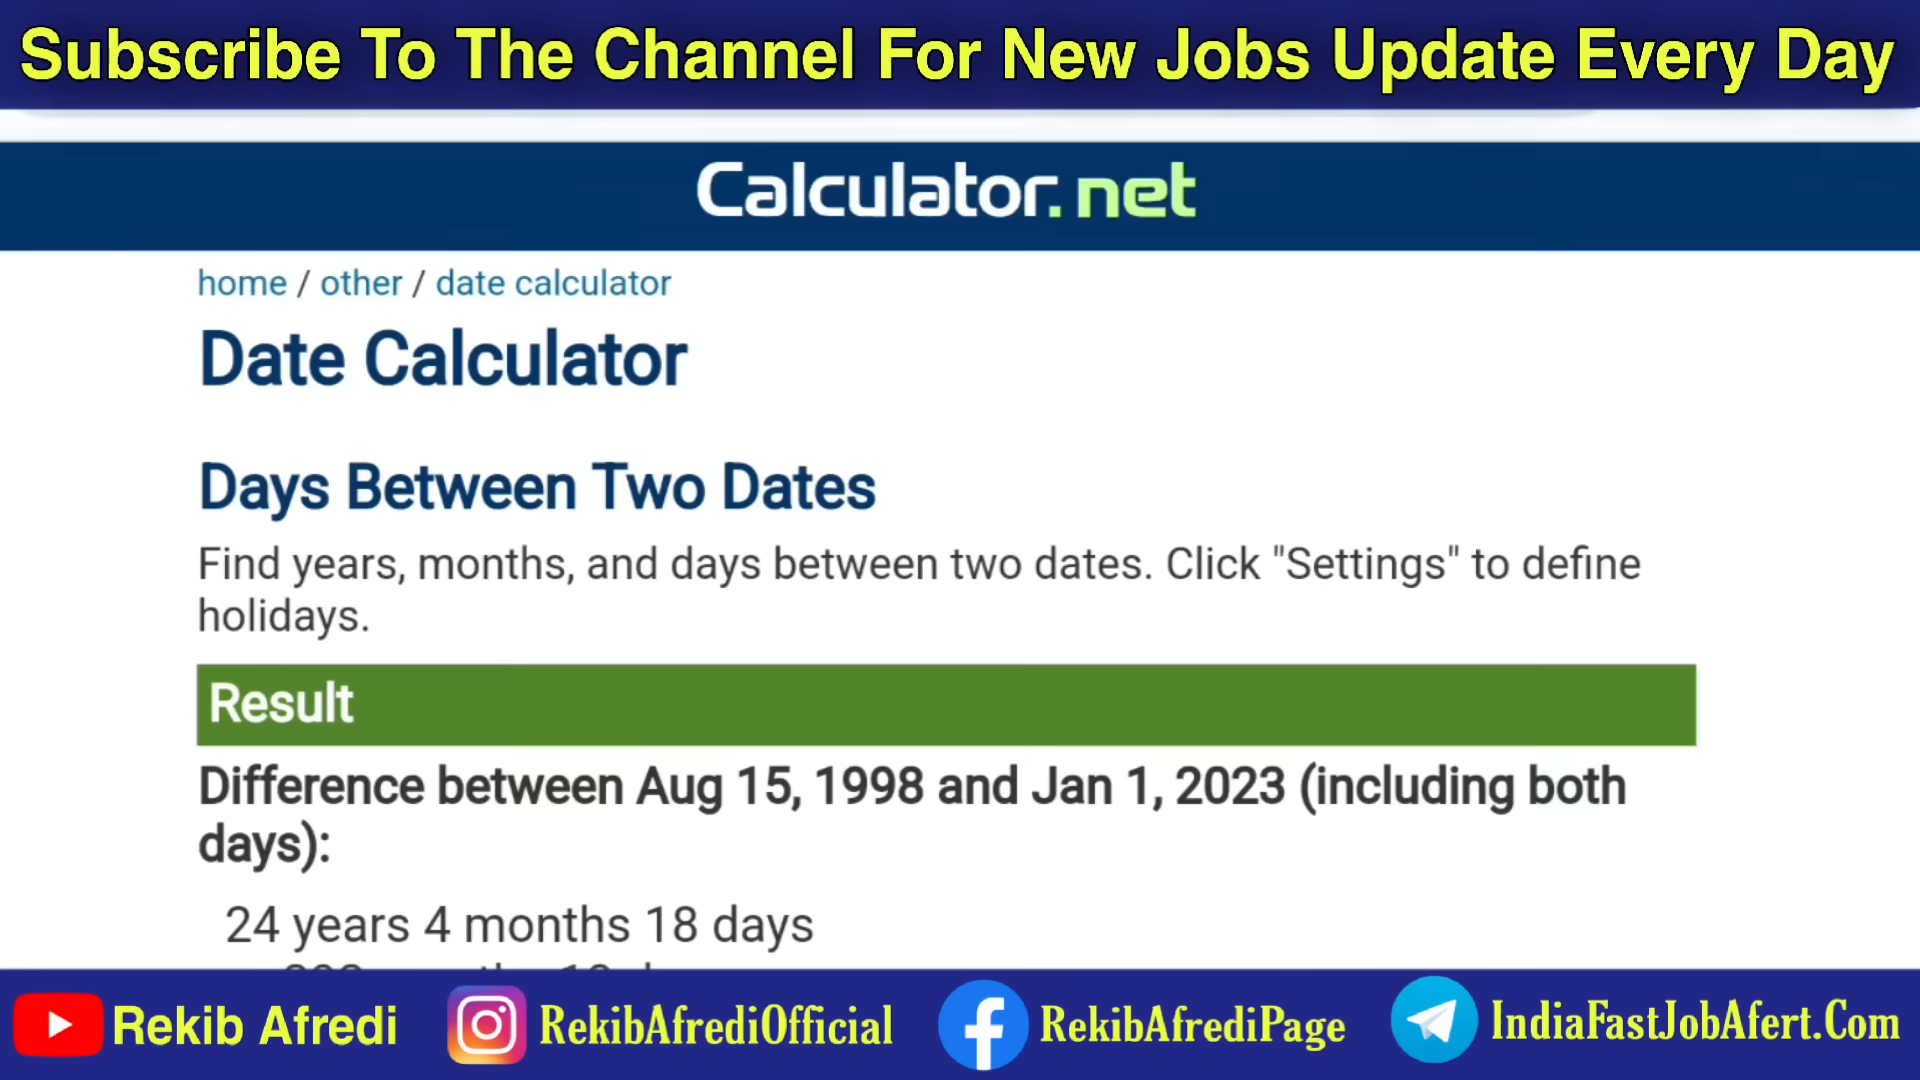 Subscribe To The Channel For New Jobs Update Every Day
Calculator.net
home / other / date calculator
Date Calculator
Days Between Two Dates
Find years, months, and days between two dates. Click "Settings" to define
holidays.
Result
Difference between Aug 15, 1998 and Jan 1, 2023 (including both
days):
24 years 4 months 18 days
Rekib Afredi
RekibAfrediOfficial
RekibAfrediPage
IndiaFastJobAfert.Com